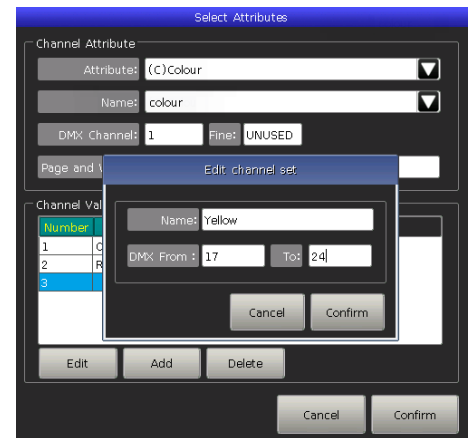 Select Attributes
Channel Attribute
Attribute: (C)Colour
Name: colour
DMX Channel: 1 Fine: UNUSED
Page and
Edit channel set
Channel Val
Number
Name: Yellow
1
DMX From : 17 To: 24
2 R
3
Cancel Confirm
Edit Add Delete
Cancel Confirm